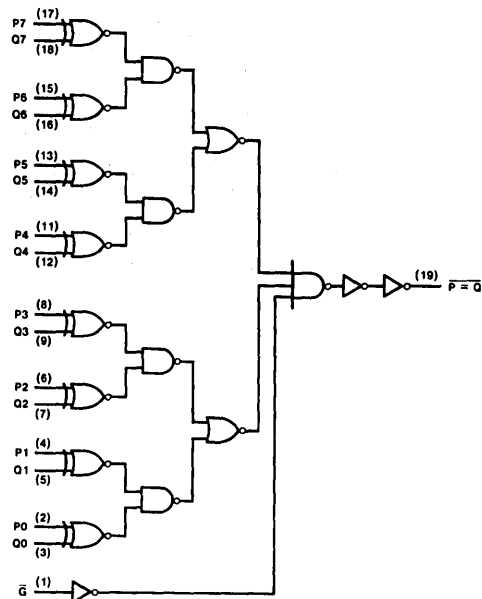 P7 (17)
Q7 (18)
P6 (15)
Q6 (16)
P5 (13)
Q5 (14)
P4 (11)
Q4 (12)
P3 (8)
Q3 (9)
P2 (6)
Q2 (7)
P1 (4)
Q1 (5)
P0 (2)
Q0 (3)
G̅ (1)
(19) P̅ ̅=̅ ̅Q̅